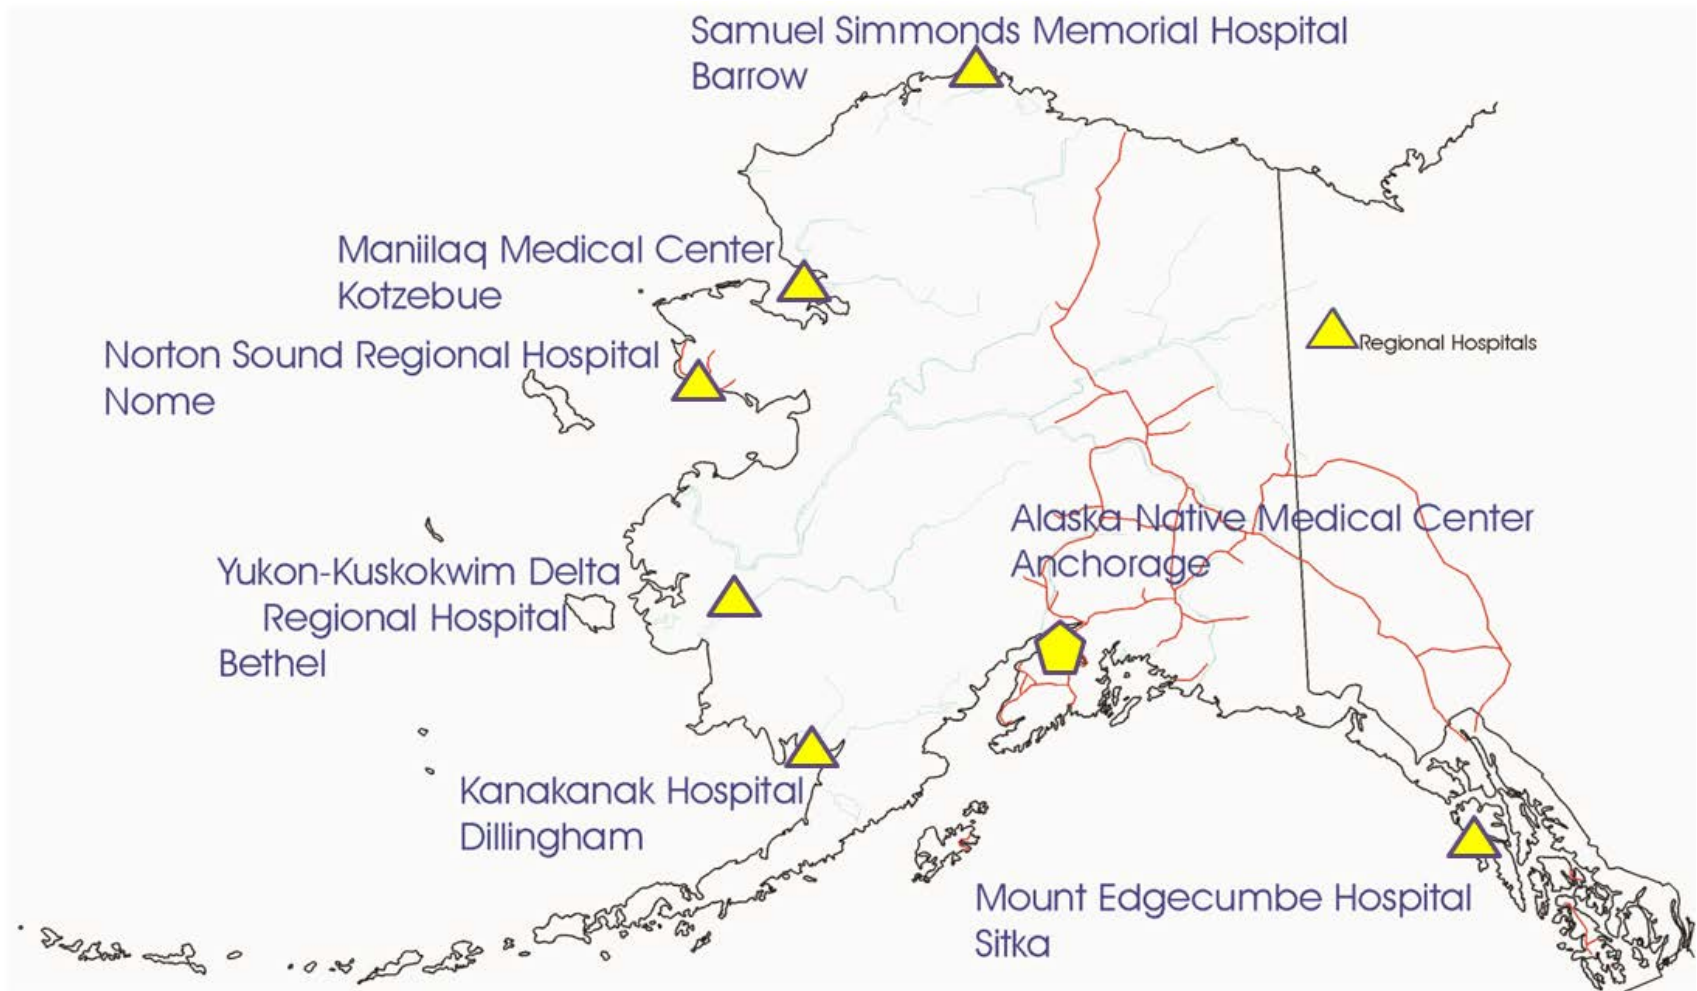 Samuel Simmonds Memorial Hospital
Barrow
Maniilaq Medical Center
Kotzebue
Norton Sound Regional Hospital
Nome
Regional Hospitals
Alaska Native Medical Center
Anchorage
Yukon-Kuskokwim Delta
Regional Hospital
Bethel
Kanakanak Hospital
Dillingham
Mount Edgecumbe Hospital
Sitka